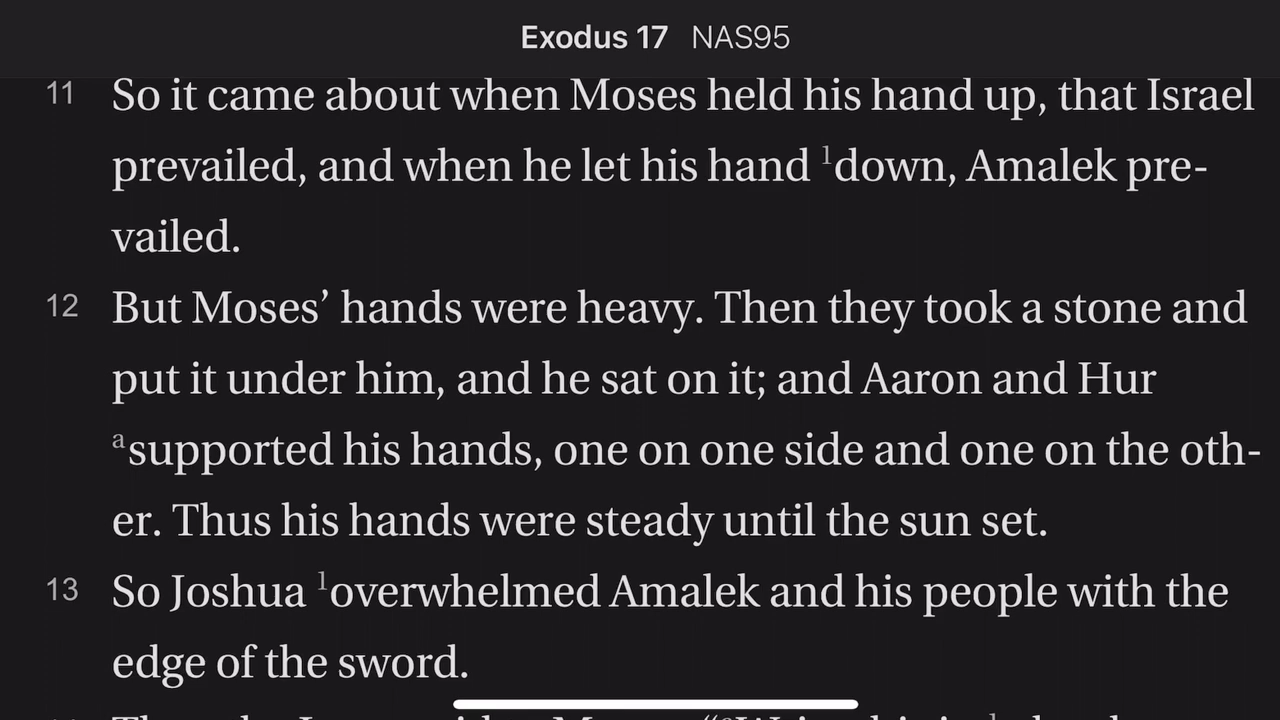 Exodus 17 NAS95
11 So it came about when Moses held his hand up, that Israel
prevailed, and when he let his hand 1down, Amalek pre-
vailed.
12 But Moses’ hands were heavy. Then they took a stone and
put it under him, and he sat on it; and Aaron and Hur
asupported his hands, one on one side and one on the oth-
er. Thus his hands were steady until the sun set.
13 So Joshua 1overwhelmed Amalek and his people with the
edge of the sword.